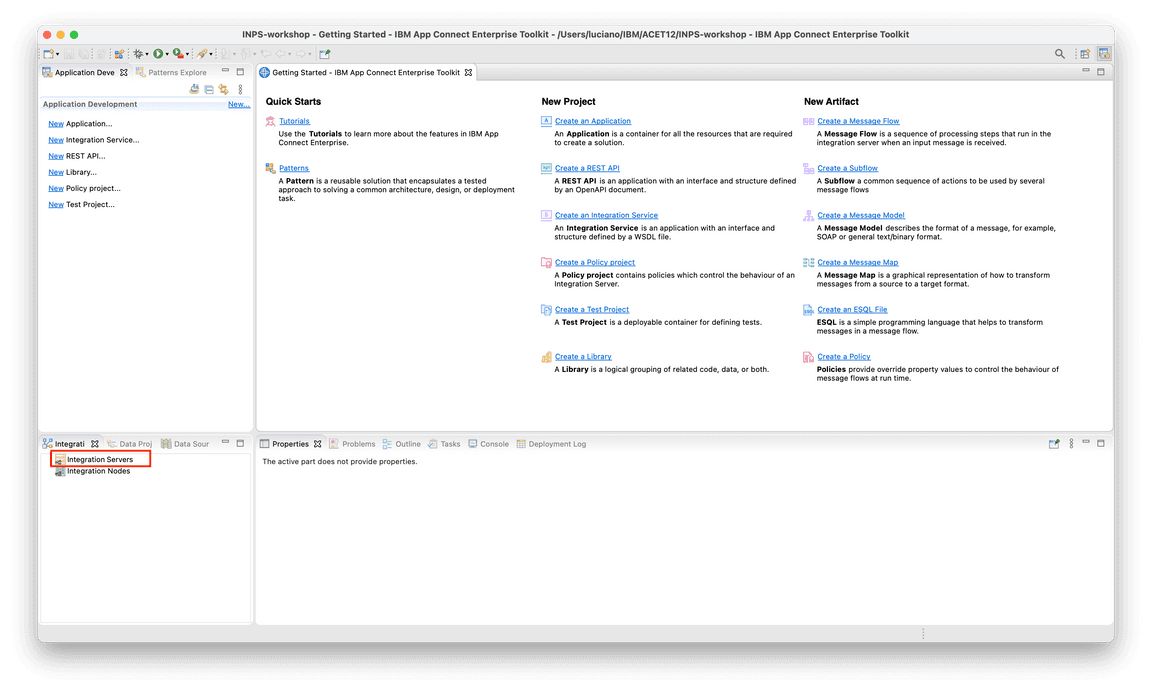 INPS-workshop - Getting Started - IBM App Connect Enterprise Toolkit - /Users/luciano/IBM/ACET12/INPS-workshop - IBM App Connect Enterprise Toolkit
Application Deve
Patterns Explore
Application Development
New...
New Application...
New Integration Service...
New REST API...
New Library...
New Policy project...
New Test Project...
Getting Started - IBM App Connect Enterprise Toolkit
Quick Starts
Tutorials
Use the Tutorials to learn more about the features in IBM App
Connect Enterprise.
Patterns
A Pattern is a reusable solution that encapsulates a tested
approach to solving a common architecture, design, or deployment
task.
New Project
Create an Application
An Application is a container for all the resources that are required
to create a solution.
Create a REST API
A REST API is an application with an interface and structure defined
by an OpenAPI document.
Create an Integration Service
An Integration Service is an application with an interface and
structure defined by a WSDL file.
Create a Policy project
A Policy project contains policies which control the behaviour of an
Integration Server.
Create a Test Project
A Test Project is a deployable container for defining tests.
Create a Library
A Library is a logical grouping of related code, data, or both.
New Artifact
Create a Message Flow
A Message Flow is a sequence of processing steps that run in the
integration server when an input message is received.
Create a Subflow
A Subflow a common sequence of actions to be used by several
message flows
Create a Message Model
A Message Model describes the format of a message, for example,
SOAP or general text/binary format.
Create a Message Map
A Message Map is a graphical representation of how to transform
messages from a source to a target format.
Create an ESQL File
ESQL is a simple programming language that helps to transform
messages in a message flow.
Create a Policy
Policies provide override property values to control the behaviour of
message flows at run time.
Integrati
Data Proj
Data Sour
Integration Servers
Integration Nodes
Properties
Problems
Outline
Tasks
Console
Deployment Log
The active part does not provide properties.